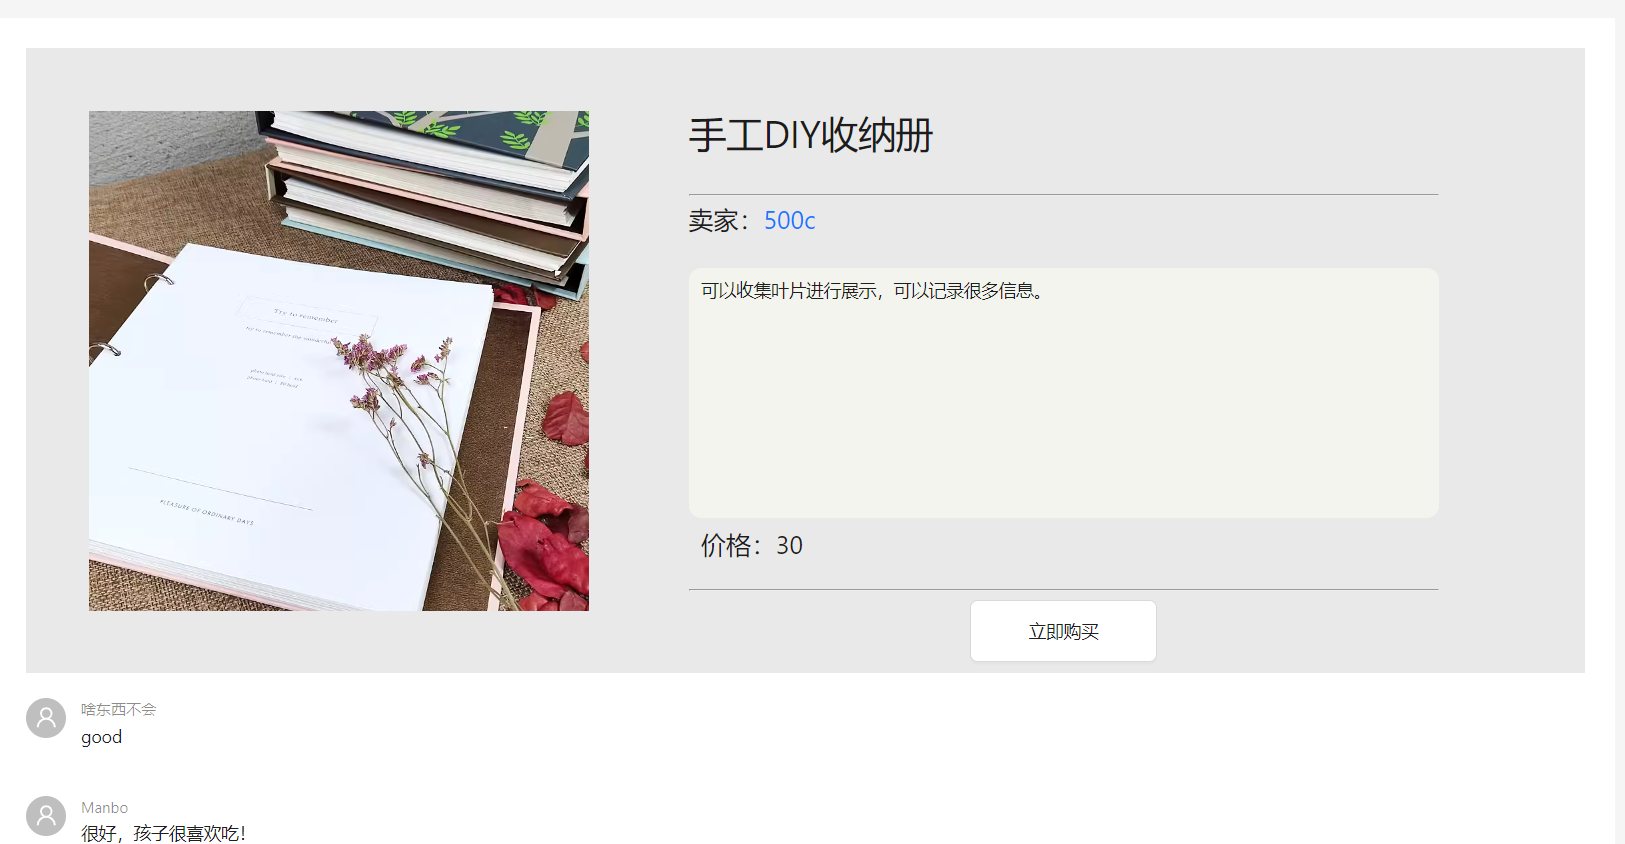 手工DIY收纳册
卖家：500c
可以收集叶片进行展示，可以记录很多信息。
Try to remember
PLEASURE OF ORDINARY DAYS
价格：30
立即购买
啥东西不会
good
Manbo
很好，孩子很喜欢吃！